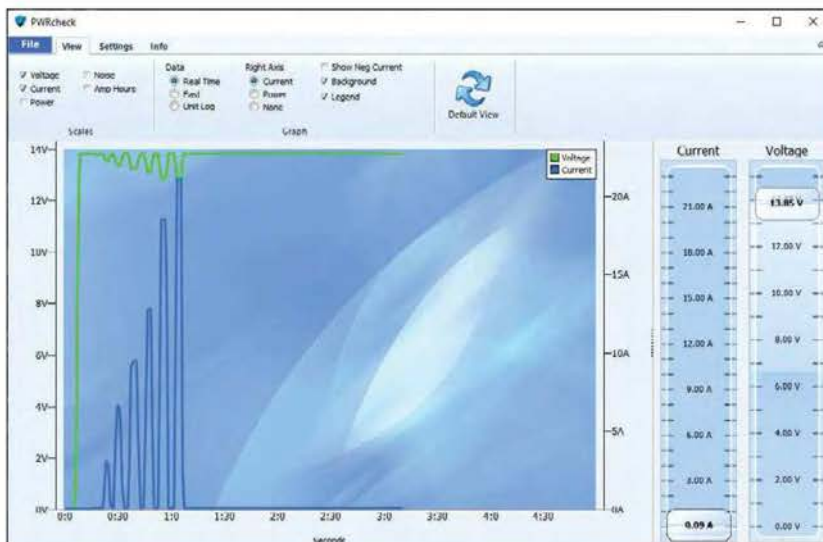 PWRcheck
File View Settings Info
Data Right Axis Show Neg Current
Voltage Noise Real Time Current Background
Current Amp Hours Past Power Legend
Power Unit Log None Default View
Scales Graph
Current Voltage
14V
Voltage
Current
12V
20A
10V
15A
8V
6V
10A
4V
5A
2V
0V
0A
0:0 0:30 1:0 1:30 2:0 2:30 3:0 3:30 4:0 4:30
Seconds
21.00 A
18.00 A
15.00 A
12.00 A
9.00 A
6.00 A
3.00 A
0.09 A
13.85 V
10.00 V
8.00 V
6.00 V
4.00 V
2.00 V
0.00 V